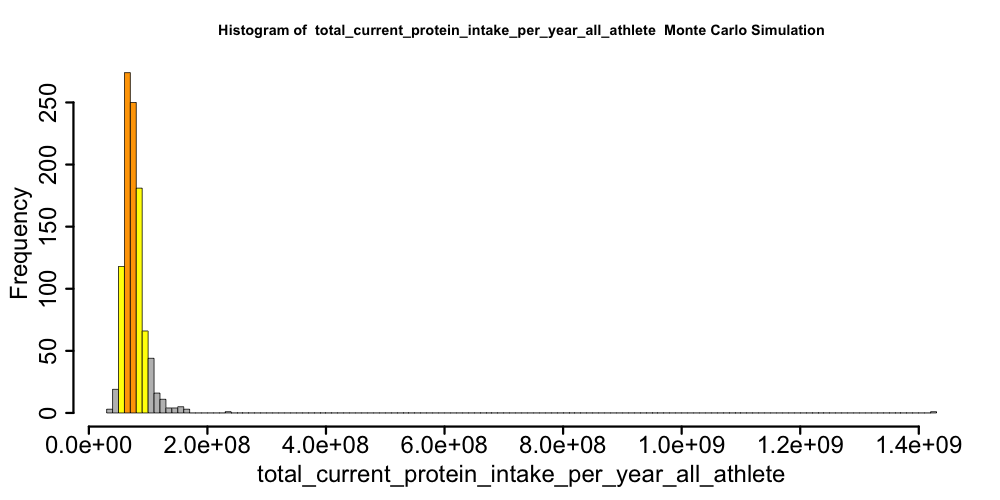 Histogram of  total_current_protein_intake_per_year_all_athlete  Monte Carlo Simulation
Frequency
250
200
150
100
50
0
0.0e+00 2.0e+08 4.0e+08 6.0e+08 8.0e+08 1.0e+09 1.2e+09 1.4e+09
total_current_protein_intake_per_year_all_athlete